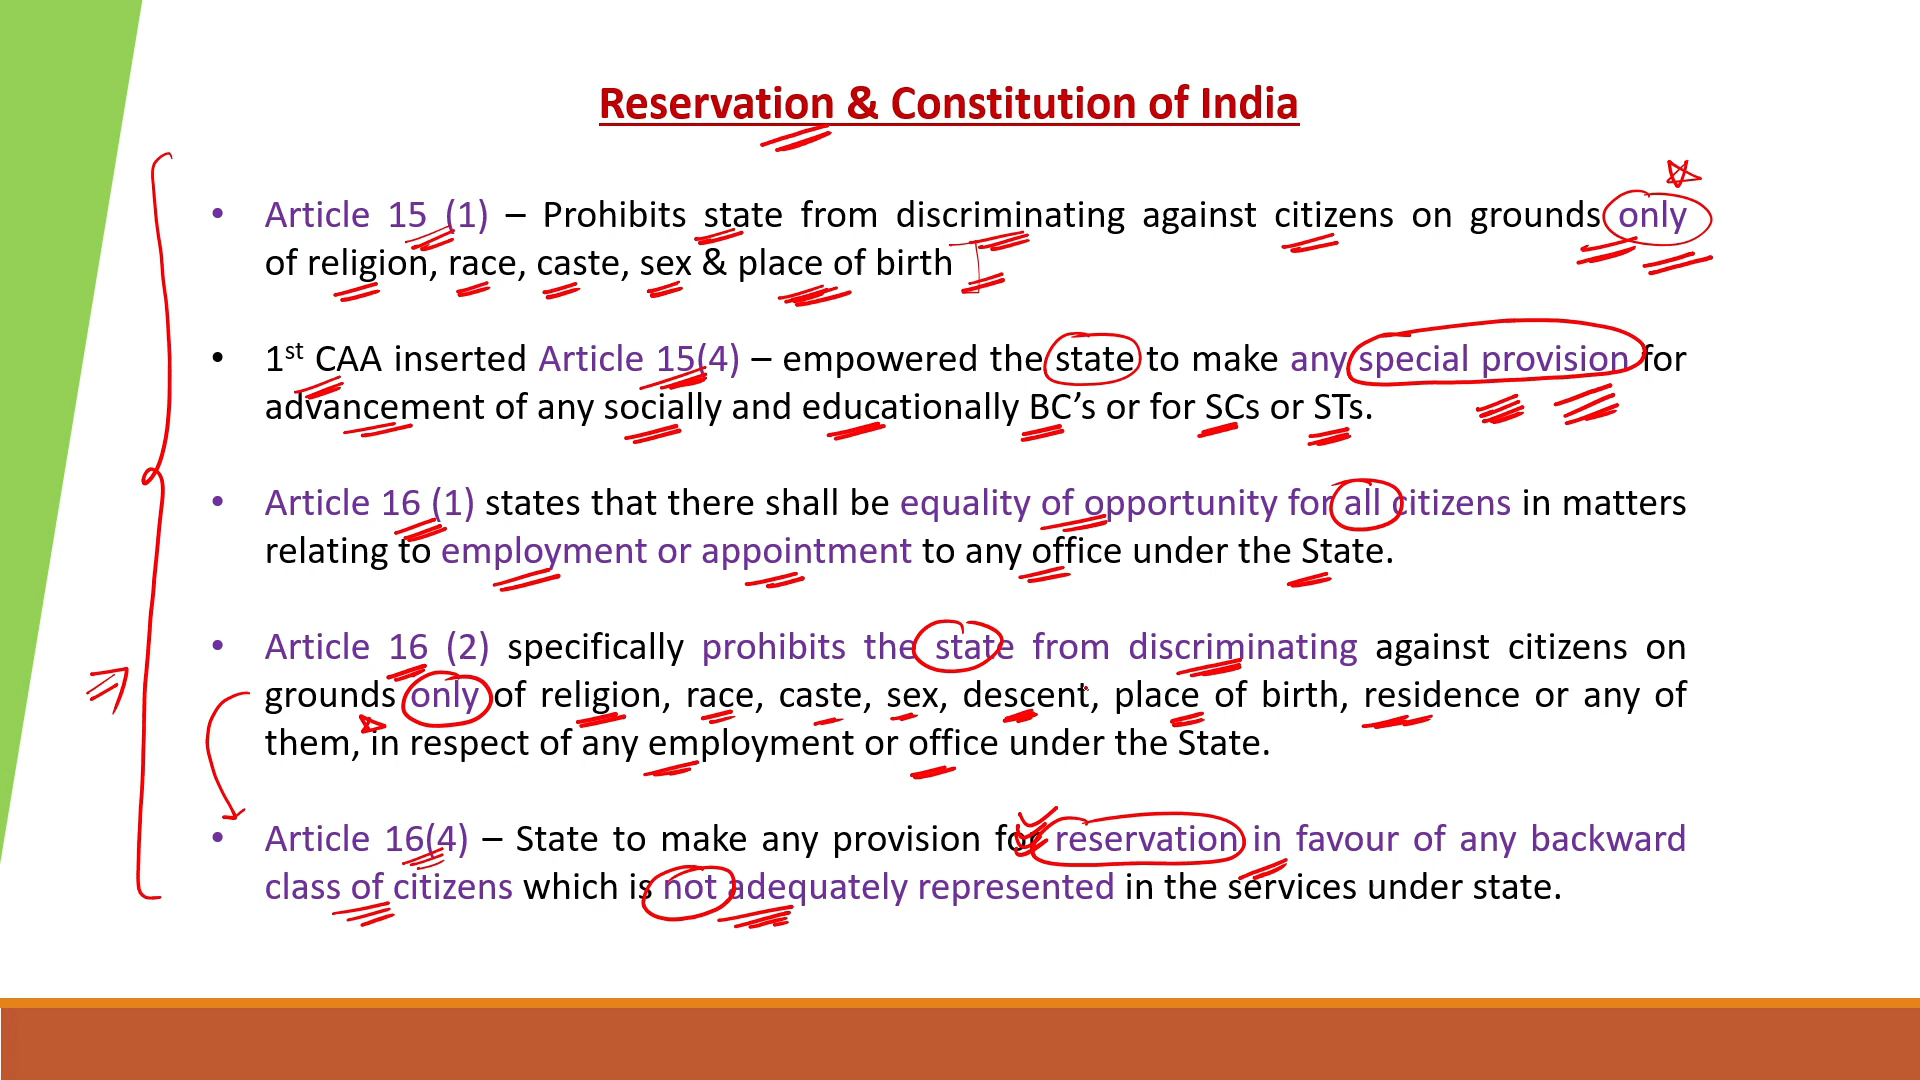 Reservation & Constitution of India
• Article 15 (1) – Prohibits state from discriminating against citizens on grounds only
of religion, race, caste, sex & place of birth
• 1st CAA inserted Article 15(4) – empowered the state to make any special provision for
advancement of any socially and educationally BC’s or for SCs or STs.
• Article 16 (1) states that there shall be equality of opportunity for all citizens in matters
relating to employment or appointment to any office under the State.
• Article 16 (2) specifically prohibits the state from discriminating against citizens on
grounds only of religion, race, caste, sex, descent, place of birth, residence or any of
them, in respect of any employment or office under the State.
• Article 16(4) – State to make any provision for reservation in favour of any backward
class of citizens which is not adequately represented in the services under state.